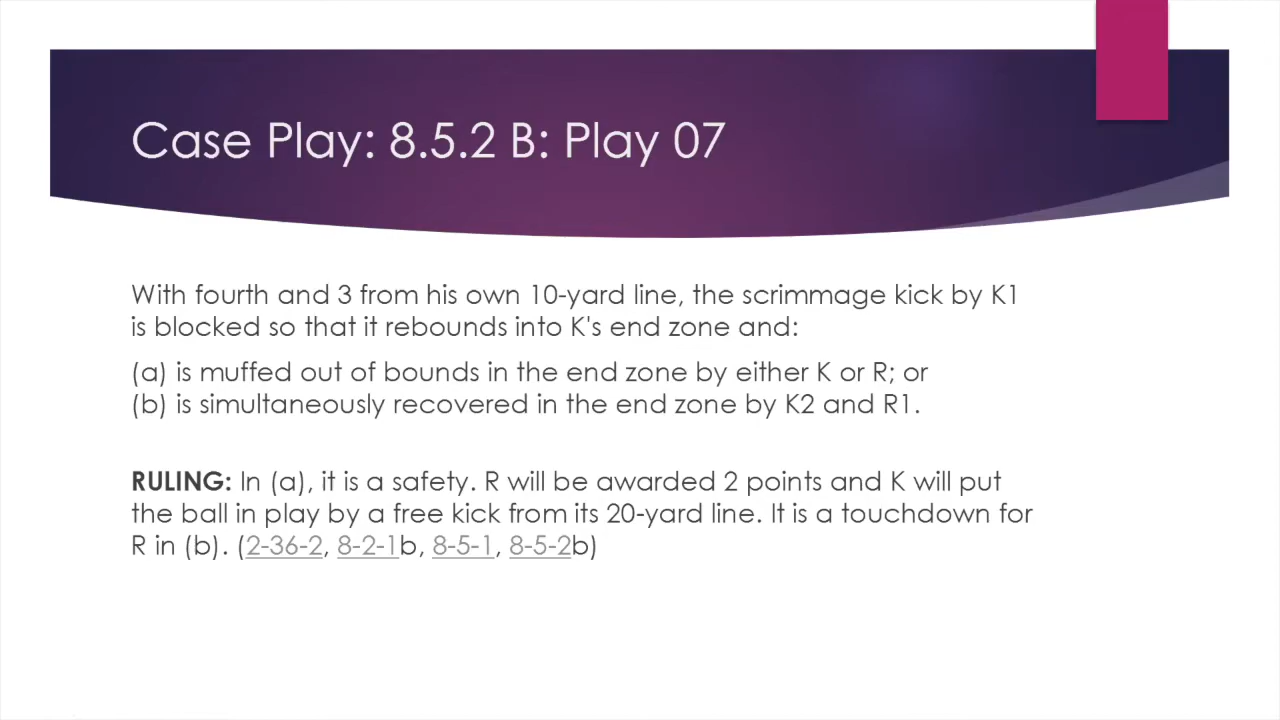 Case Play: 8.5.2 B: Play 07
With fourth and 3 from his own 10-yard line, the scrimmage kick by K1
is blocked so that it rebounds into K's end zone and:
(a) is muffed out of bounds in the end zone by either K or R; or
(b) is simultaneously recovered in the end zone by K2 and R1.
RULING: In (a), it is a safety. R will be awarded 2 points and K will put
the ball in play by a free kick from its 20-yard line. It is a touchdown for
R in (b). (2-36-2, 8-2-1b, 8-5-1, 8-5-2b)